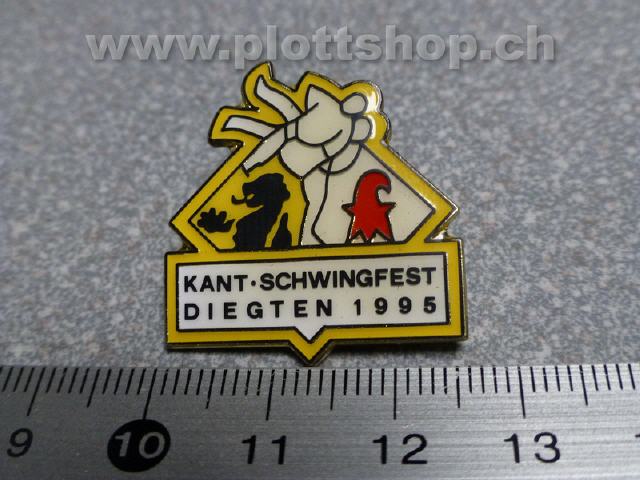 www.plottshop.ch
KANT·SCHWINGFEST
DIEGTEN 1995
9 10 11 12 13